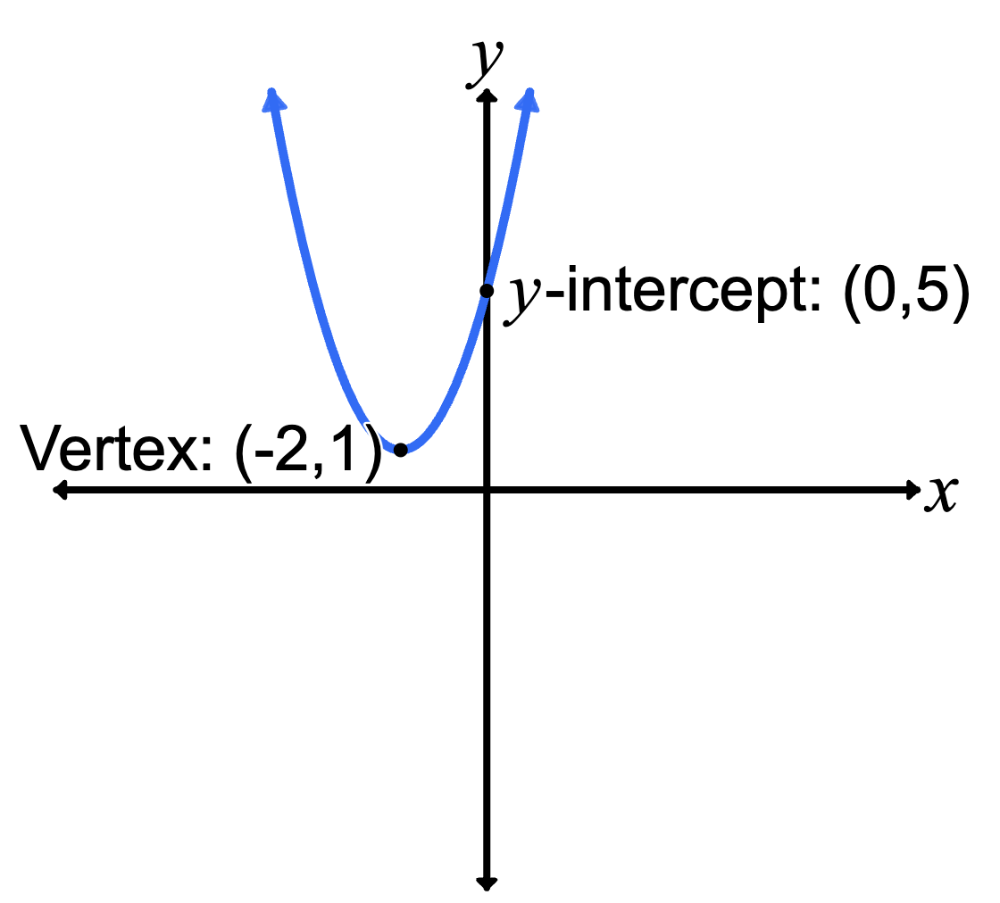 y
y-intercept: (0,5)
Vertex: (-2,1)
x